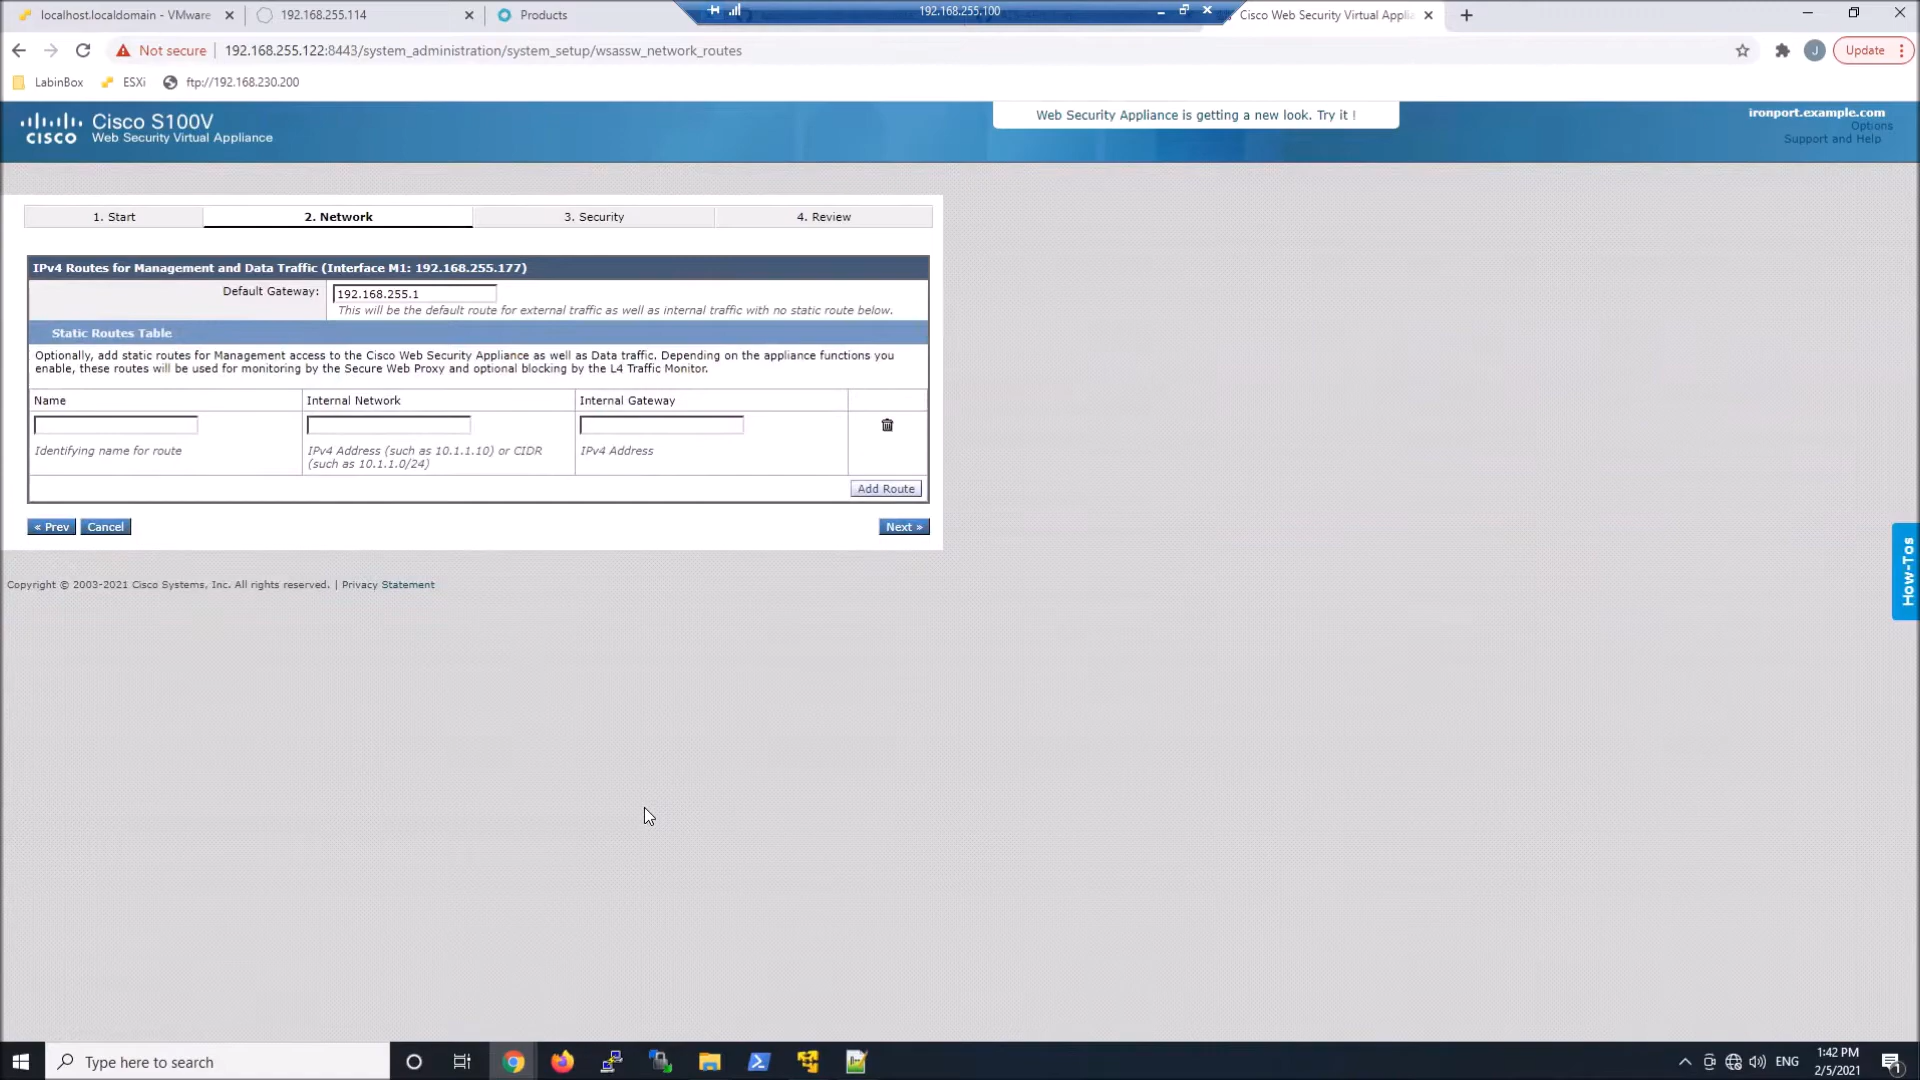 localhost.localdomain - VMware
192.168.255.114
Products
192.168.255.100
Cisco Web Security Virtual Applia
Not secure
192.168.255.122:8443/system_administration/system_setup/wsassw_network_routes
J
Update
LabinBox
ESXi
ftp://192.168.230.200
CISCO
Cisco S100V
Web Security Virtual Appliance
Web Security Appliance is getting a new look. Try it !
ironport.example.com
Options
Support and Help
1. Start
2. Network
3. Security
4. Review
IPv4 Routes for Management and Data Traffic (Interface M1: 192.168.255.177)
Default Gateway:
192.168.255.1
This will be the default route for external traffic as well as internal traffic with no static route below.
Static Routes Table
Optionally, add static routes for Management access to the Cisco Web Security Appliance as well as Data traffic. Depending on the appliance functions you
enable, these routes will be used for monitoring by the Secure Web Proxy and optional blocking by the L4 Traffic Monitor.
Name
Internal Network
Internal Gateway
Identifying name for route
IPv4 Address (such as 10.1.1.10) or CIDR
(such as 10.1.1.0/24)
IPv4 Address
Add Route
« Prev
Cancel
Next »
How-Tos
Copyright © 2003-2021 Cisco Systems, Inc. All rights reserved. | Privacy Statement
Type here to search
ENG
1:42 PM
2/5/2021
1